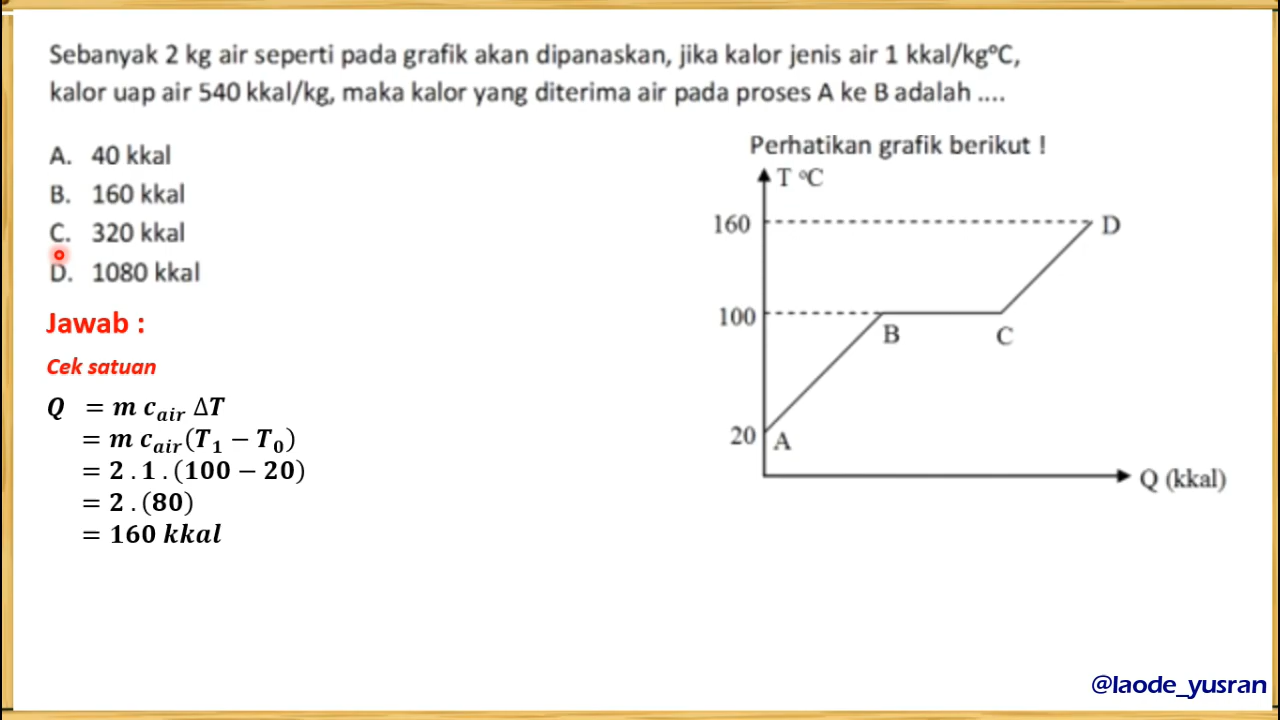 Sebanyak 2 kg air seperti pada grafik akan dipanaskan, jika kalor jenis air 1 kkal/kg°C,
kalor uap air 540 kkal/kg, maka kalor yang diterima air pada proses A ke B adalah ....
A. 40 kkal
B. 160 kkal
C. 320 kkal
D. 1080 kkal
Jawab :
Cek satuan
Q = m c_air ΔT
= m c_air (T₁ − T₀)
= 2 . 1 . (100 − 20)
= 2 . (80)
= 160 kkal
Perhatikan grafik berikut !
T °C
160
D
100
B
C
20
A
Q (kkal)
@laode_yusran